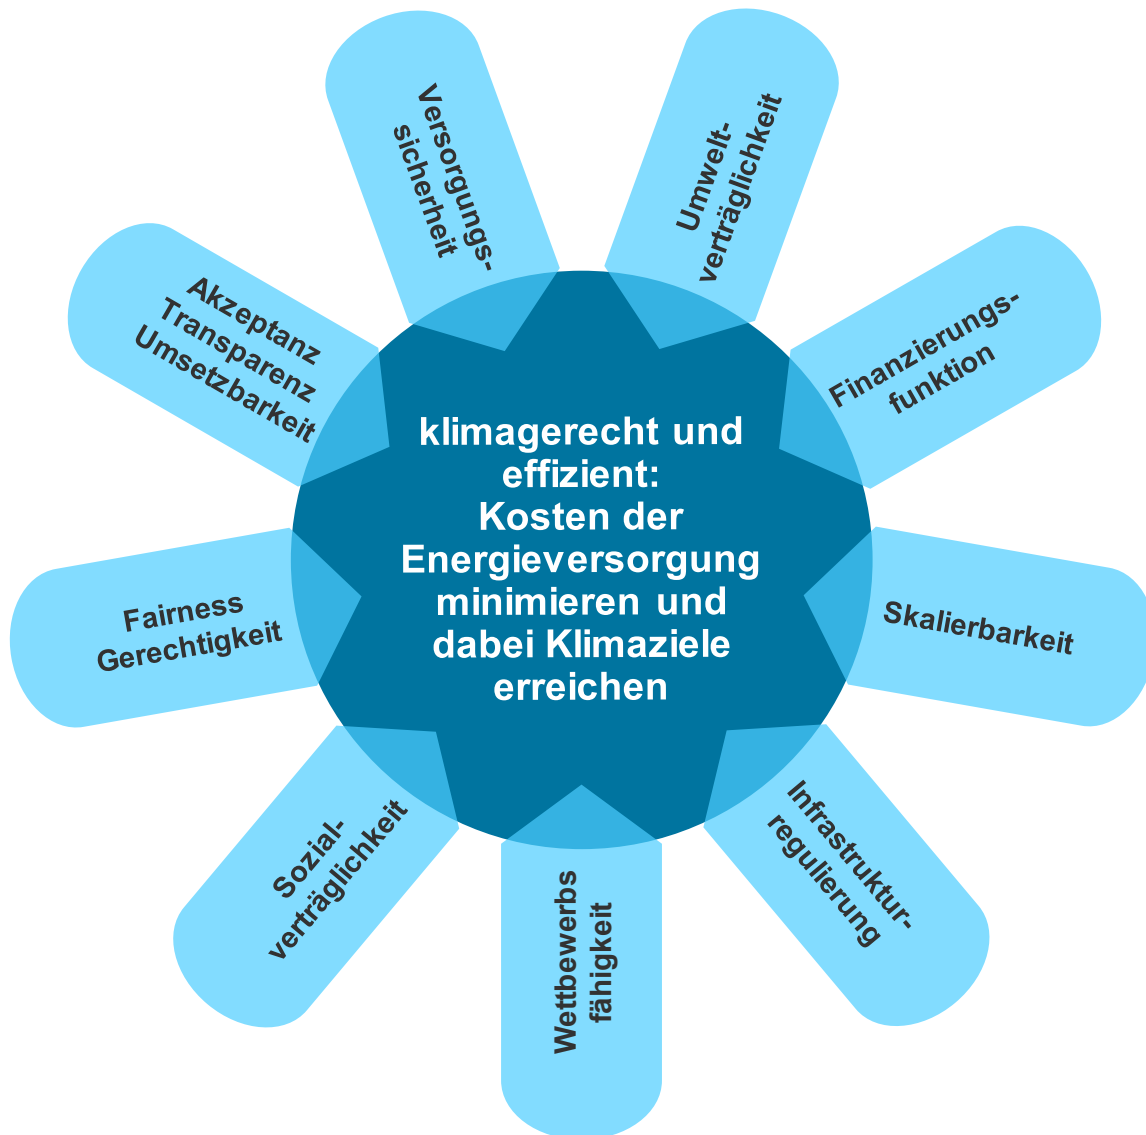 Versorgungs-
sicherheit
Umwelt-
verträglichkeit
Akzeptanz
Transparenz
Umsetzbarkeit
Finanzierungs-
funktion
klimagerecht und
effizient:
Kosten der
Energieversorgung
minimieren und
dabei Klimaziele
erreichen
Fairness
Gerechtigkeit
Skalierbarkeit
Sozial-
verträglichkeit
Infrastruktur-
regulierung
Wettbewerbs
fähigkeit